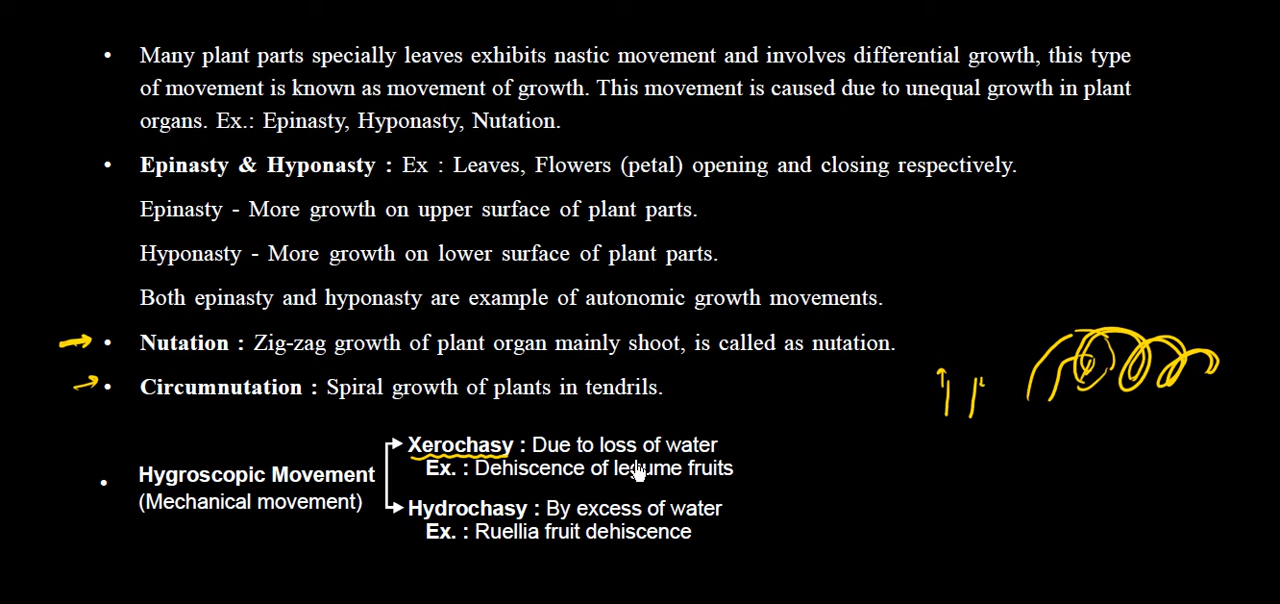 • Many plant parts specially leaves exhibits nastic movement and involves differential growth, this type
of movement is known as movement of growth. This movement is caused due to unequal growth in plant
organs. Ex.: Epinasty, Hyponasty, Nutation.
• Epinasty & Hyponasty : Ex : Leaves, Flowers (petal) opening and closing respectively.
Epinasty - More growth on upper surface of plant parts.
Hyponasty - More growth on lower surface of plant parts.
Both epinasty and hyponasty are example of autonomic growth movements.
• Nutation : Zig-zag growth of plant organ mainly shoot, is called as nutation.
• Circumnutation : Spiral growth of plants in tendrils.
• Hygroscopic Movement
(Mechanical movement)
Xerochasy : Due to loss of water
Ex. : Dehiscence of legume fruits
Hydrochasy : By excess of water
Ex. : Ruellia fruit dehiscence